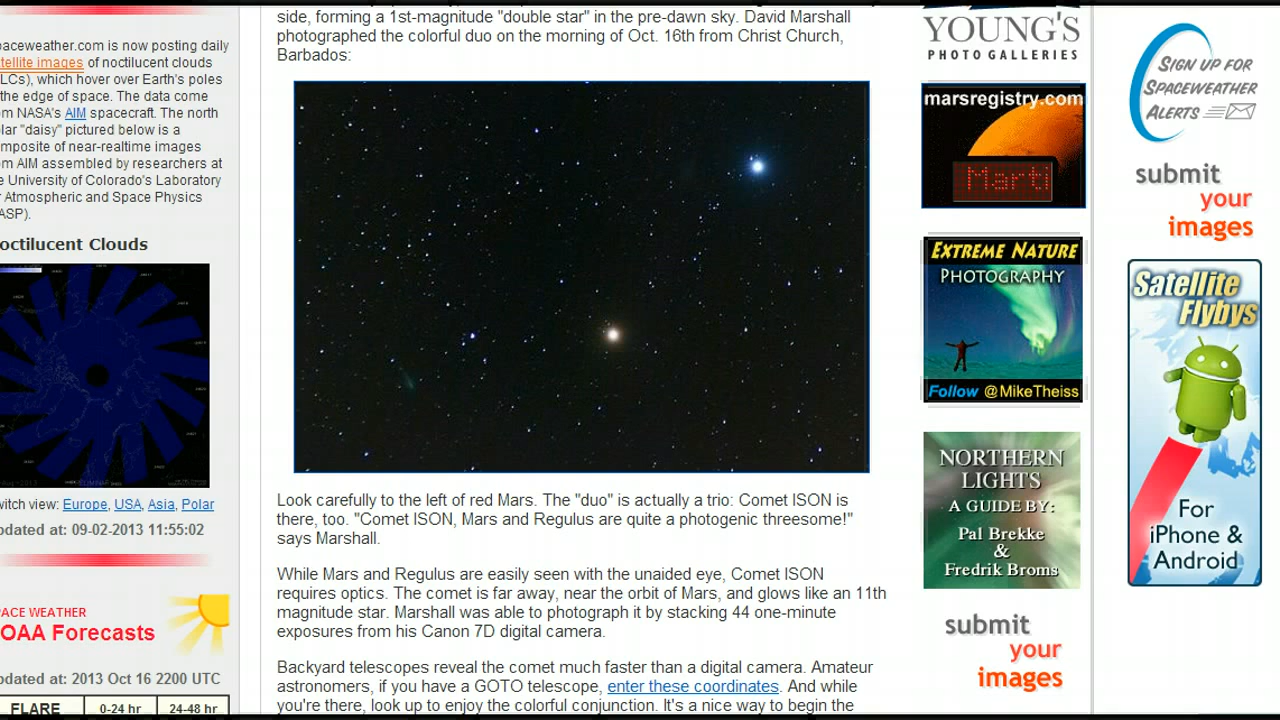 side, forming a 1st-magnitude "double star" in the pre-dawn sky. David Marshall
photographed the colorful duo on the morning of Oct. 16th from Christ Church,
Barbados:
paceweather.com is now posting daily
tellite images of noctilucent clouds
LCs), which hover over Earth's poles
the edge of space. The data come
om NASA's AIM spacecraft. The north
lar "daisy" pictured below is a
mposite of near-realtime images
om AIM assembled by researchers at
e University of Colorado's Laboratory
r Atmospheric and Space Physics
ASP).
octilucent Clouds
witch view: Europe, USA, Asia, Polar
pdated at: 09-02-2013 11:55:02
PACE WEATHER
OAA Forecasts
pdated at: 2013 Oct 16 2200 UTC
FLARE 0-24 hr 24-48 hr
Look carefully to the left of red Mars. The "duo" is actually a trio: Comet ISON is
there, too. "Comet ISON, Mars and Regulus are quite a photogenic threesome!"
says Marshall.
While Mars and Regulus are easily seen with the unaided eye, Comet ISON
requires optics. The comet is far away, near the orbit of Mars, and glows like an 11th
magnitude star. Marshall was able to photograph it by stacking 44 one-minute
exposures from his Canon 7D digital camera.
Backyard telescopes reveal the comet much faster than a digital camera. Amateur
astronomers, if you have a GOTO telescope, enter these coordinates. And while
you're there, look up to enjoy the colorful conjunction. It's a nice way to begin the
YOUNG'S
PHOTO GALLERIES
marsregistry.com
Marti
EXTREME NATURE
PHOTOGRAPHY
Follow @MikeTheiss
NORTHERN
LIGHTS
A GUIDE BY:
Pal Brekke
&
Fredrik Broms
submit
your
images
SIGN UP FOR
SPACEWEATHER
ALERTS
submit
your
images
Satellite
Flybys
For
iPhone &
Android